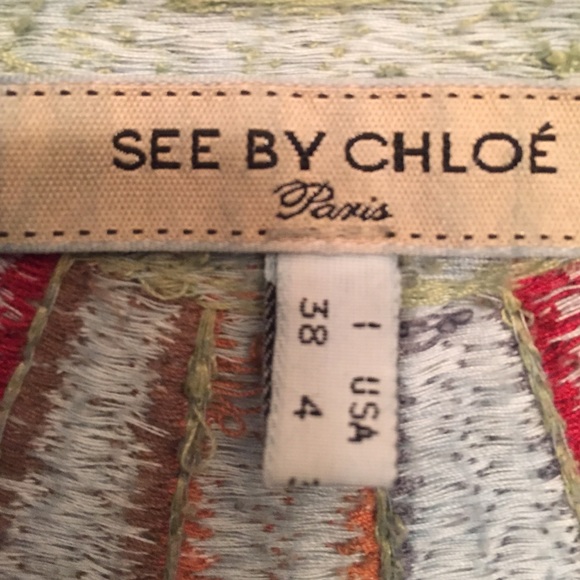 SEE BY CHLOÉ
Paris
I USA
38 4